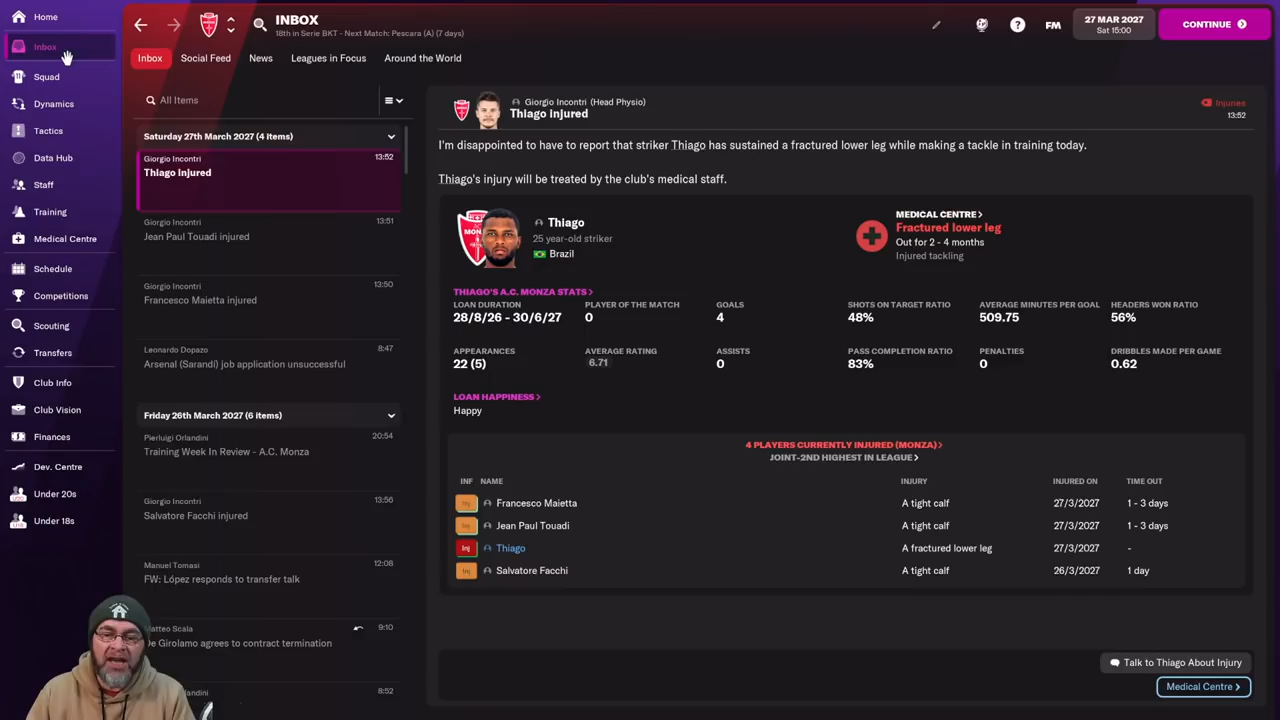 Home
Inbox
Squad
Dynamics
Tactics
Data Hub
Staff
Training
Medical Centre
Schedule
Competitions
Scouting
Transfers
Club Info
Club Vision
Finances
Dev. Centre
Under 20s
Under 18s
INBOX
18th in Serie BKT - Next Match: Pescara (A) (7 days)
?
FM
27 MAR 2027
Sat 15:00
CONTINUE
Inbox
Social Feed
News
Leagues in Focus
Around the World
All Items
Saturday 27th March 2027 (4 items)
Giorgio Incontri
13:52
Thiago injured
Giorgio Incontri
13:51
Jean Paul Touadi injured
Giorgio Incontri
13:50
Francesco Maietta injured
Leonardo Dopazo
8:47
Arsenal (Sarandí) job application unsuccessful
Friday 26th March 2027 (6 items)
Pierluigi Orlandini
20:54
Training Week In Review - A.C. Monza
Giorgio Incontri
13:56
Salvatore Facchi injured
Manuel Tomasi
12:08
FW: López responds to transfer talk
Matteo Scala
9:10
De Girolamo agrees to contract termination
8:52
Giorgio Incontri (Head Physio)
Thiago injured
Injuries
13:52
I'm disappointed to have to report that striker Thiago has sustained a fractured lower leg while making a tackle in training today.
Thiago's injury will be treated by the club's medical staff.
Thiago
25 year-old striker
Brazil
MEDICAL CENTRE
Fractured lower leg
Out for 2 - 4 months
Injured tackling
THIAGO'S A.C. MONZA STATS
LOAN DURATION
28/8/26 - 30/6/27
PLAYER OF THE MATCH
0
GOALS
4
SHOTS ON TARGET RATIO
48%
AVERAGE MINUTES PER GOAL
509.75
HEADERS WON RATIO
56%
APPEARANCES
22 (5)
AVERAGE RATING
6.71
ASSISTS
0
PASS COMPLETION RATIO
83%
PENALTIES
0
DRIBBLES MADE PER GAME
0.62
LOAN HAPPINESS
Happy
4 PLAYERS CURRENTLY INJURED (MONZA)
JOINT-2ND HIGHEST IN LEAGUE
INF NAME INJURY INJURED ON TIME OUT
Inj Francesco Maietta A tight calf 27/3/2027 1 - 3 days
Inj Jean Paul Touadi A tight calf 27/3/2027 1 - 3 days
Inj Thiago A fractured lower leg 27/3/2027 -
Inj Salvatore Facchi A tight calf 26/3/2027 1 day
Talk to Thiago About Injury
Medical Centre